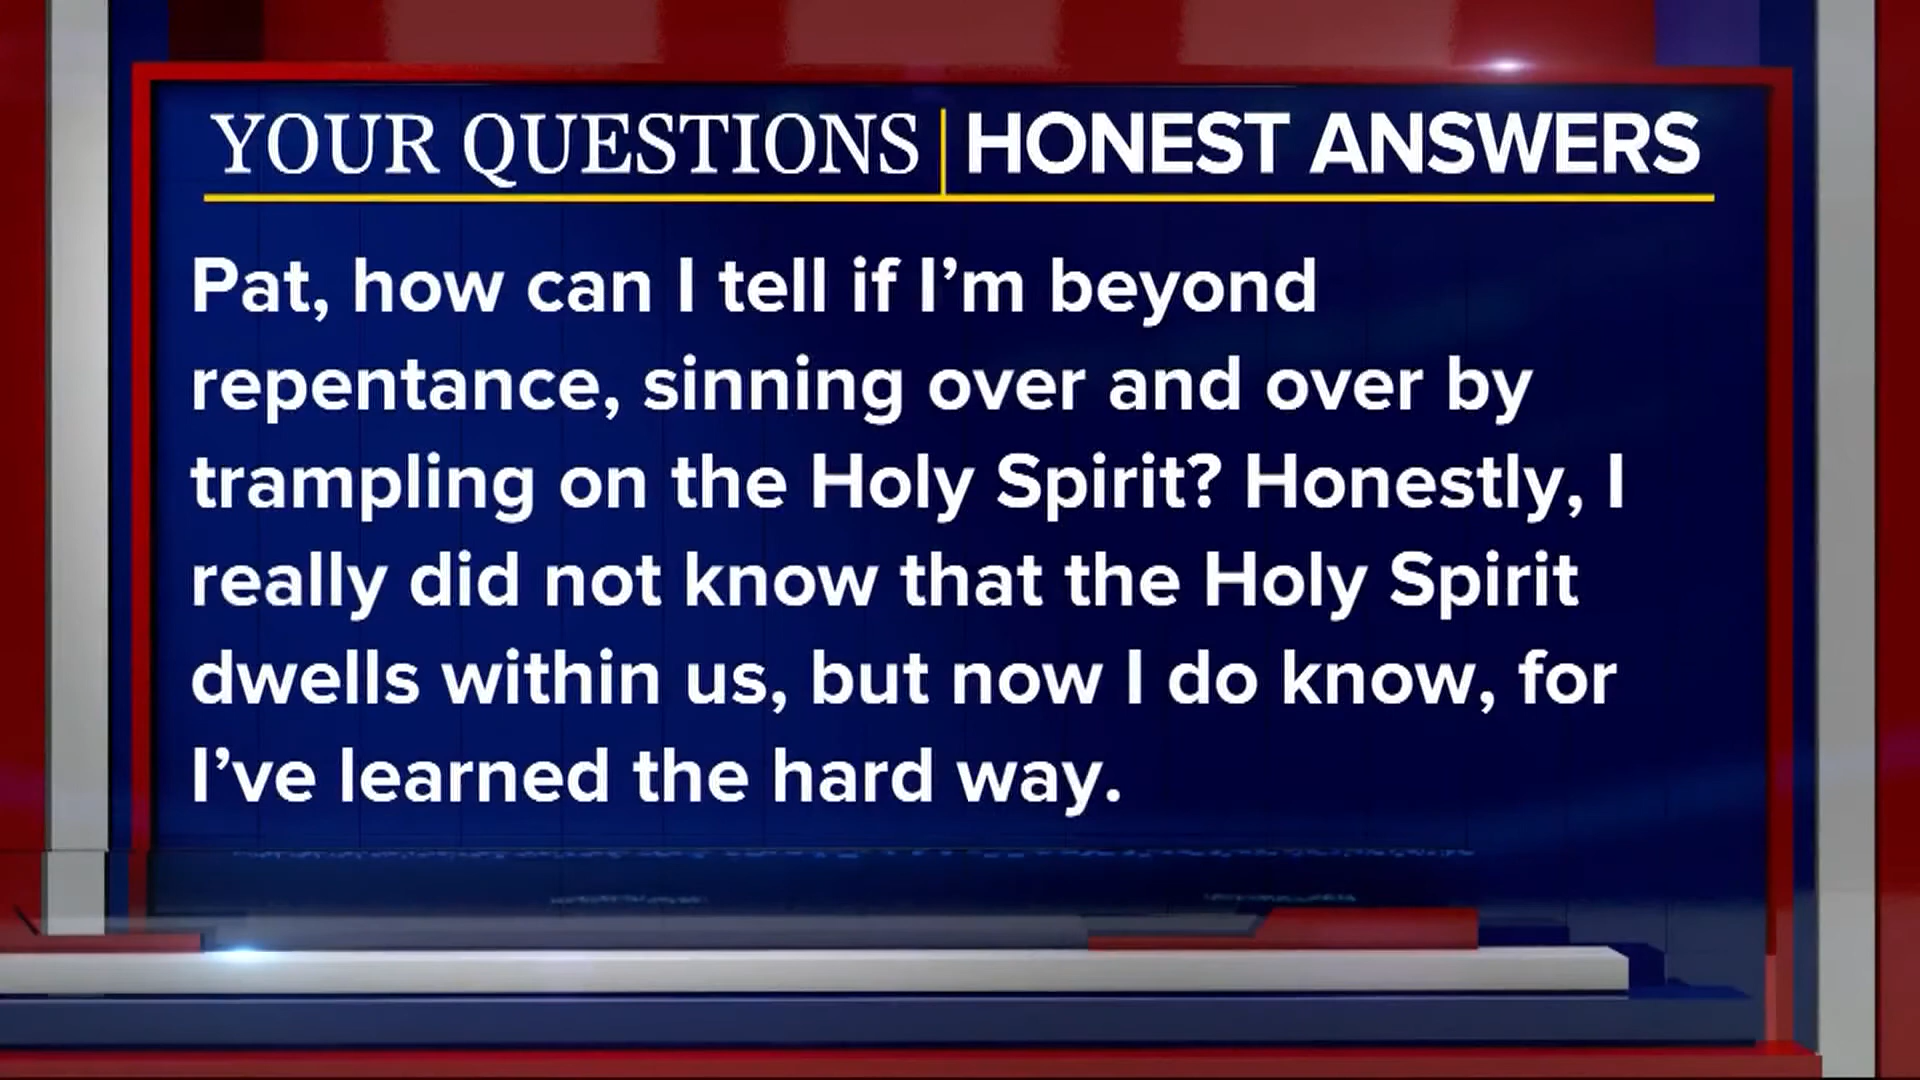 YOUR QUESTIONS | HONEST ANSWERS
Pat, how can I tell if I’m beyond
repentance, sinning over and over by
trampling on the Holy Spirit? Honestly, I
really did not know that the Holy Spirit
dwells within us, but now I do know, for
I’ve learned the hard way.